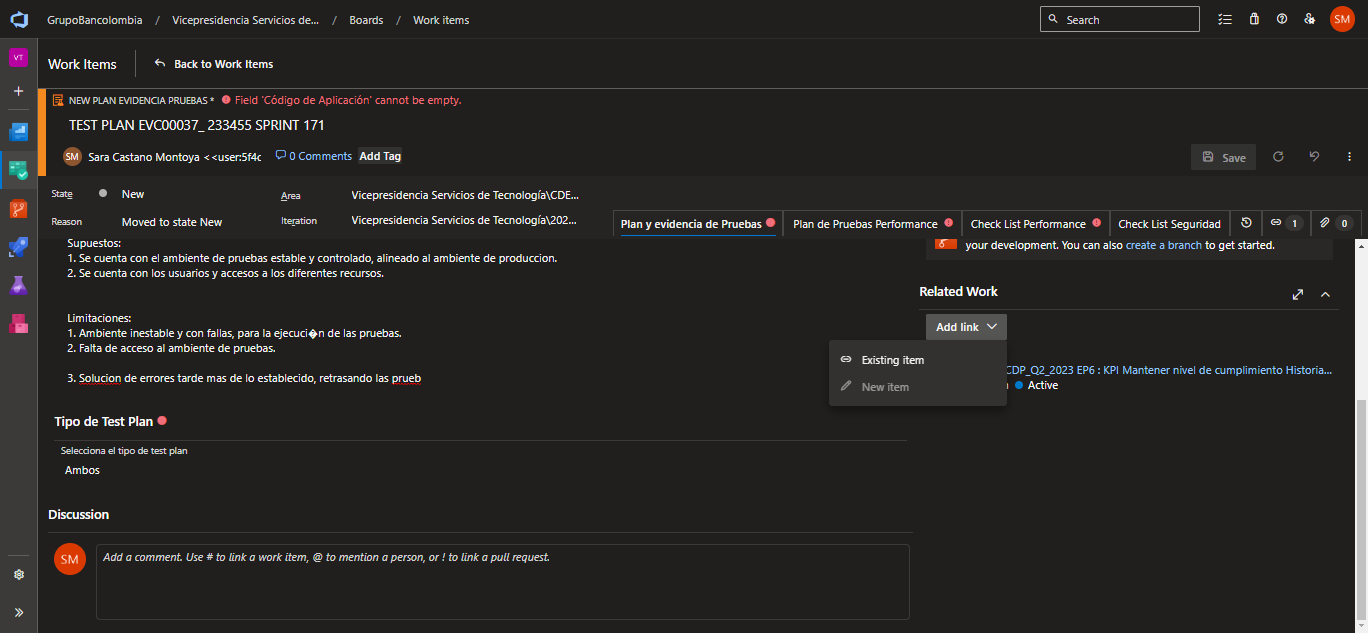 GrupoBancolombia / Vicepresidencia Servicios de... / Boards / Work items
Search
SM
VT
Work Items
Back to Work Items
NEW PLAN EVIDENCIA PRUEBAS * Field 'Código de Aplicación' cannot be empty.
TEST PLAN EVC00037_ 233455 SPRINT 171
SM Sara Castano Montoya < <user:5f4c
0 Comments
Add Tag
Save
State
New
Area
Vicepresidencia Servicios de Tecnología\CDE...
Reason
Moved to state New
Iteration
Vicepresidencia Servicios de Tecnología\202...
Plan y evidencia de Pruebas
Plan de Pruebas Performance
Check List Performance
Check List Seguridad
1
0
Supuestos:
1. Se cuenta con el ambiente de pruebas estable y controlado, alineado al ambiente de produccion.
2. Se cuenta con los usuarios y accesos a los diferentes recursos.
Limitaciones:
1. Ambiente inestable y con fallas, para la ejecuci�n de las pruebas.
2. Falta de acceso al ambiente de pruebas.
3. Solucion de errores tarde mas de lo establecido, retrasando las prueb
Tipo de Test Plan
Selecciona el tipo de test plan
Ambos
Discussion
SM
Add a comment. Use # to link a work item, @ to mention a person, or ! to link a pull request.
your development. You can also create a branch to get started.
Related Work
Add link
Existing item
New item
CDP_Q2_2023 EP6 : KPI Mantener nivel de cumplimiento Historia...
Active